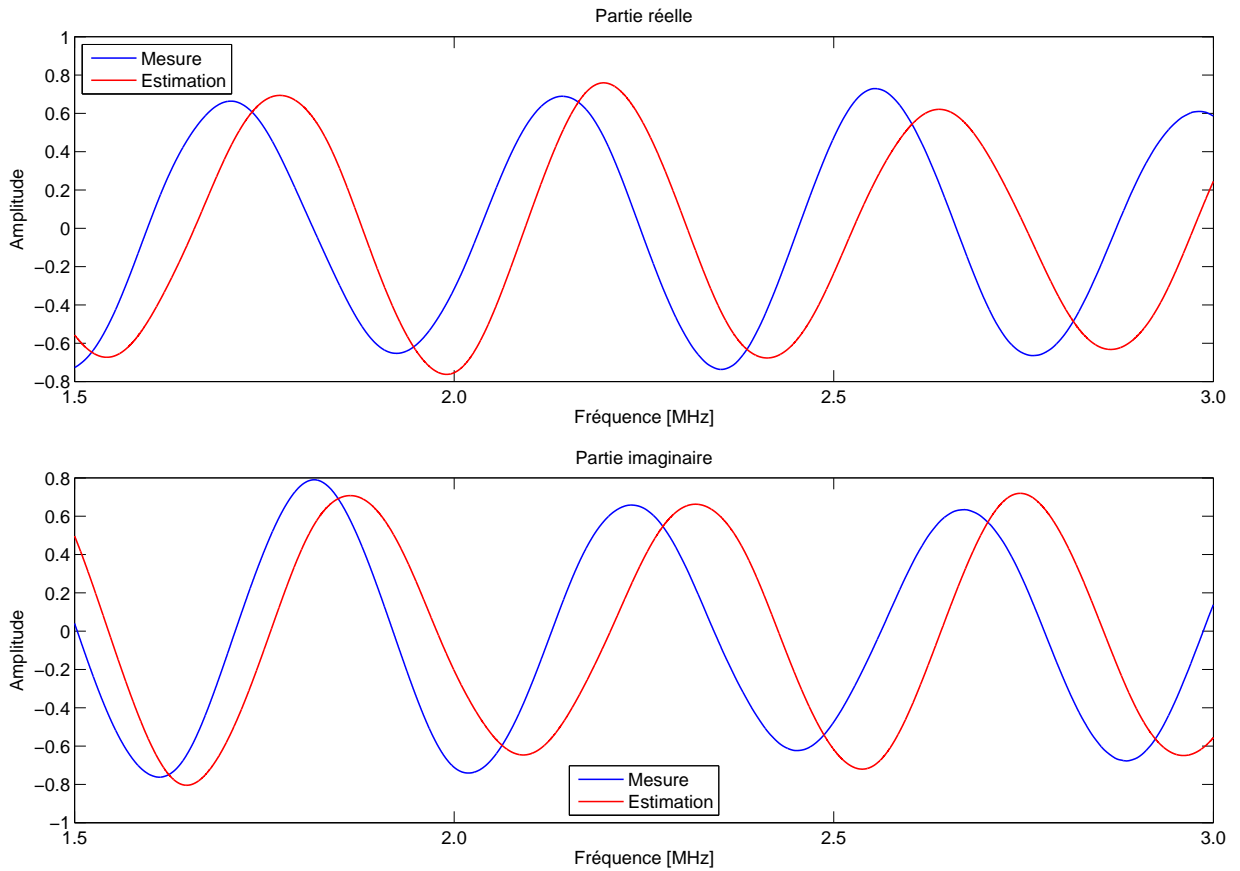 Partie réelle
1
0.8
0.6
0.4
0.2
0
−0.2
−0.4
−0.6
−0.8
Amplitude
Mesure
Estimation
1.5
2.0
2.5
3.0
Fréquence [MHz]
Partie imaginaire
0.8
0.6
0.4
0.2
0
−0.2
−0.4
−0.6
−0.8
−1
Amplitude
Mesure
Estimation
1.5
2.0
2.5
3.0
Fréquence [MHz]